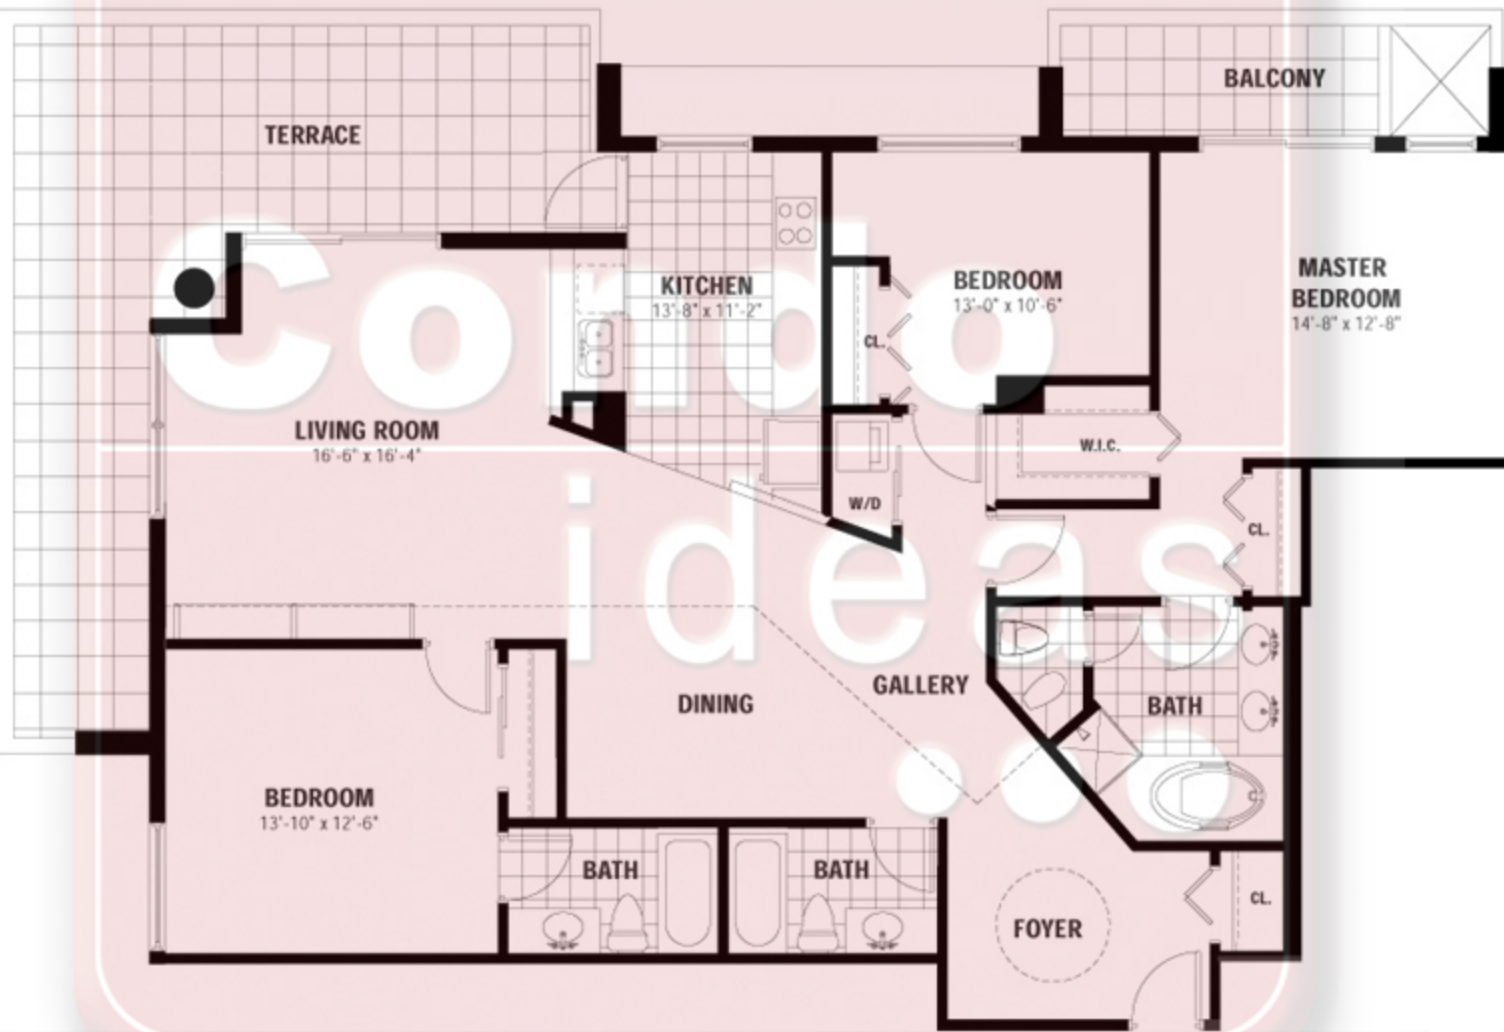 BALCONY
TERRACE
KITCHEN
13'-8" x 11'-2"
BEDROOM
13'-0" x 10'-6"
MASTER
BEDROOM
14'-8" x 12'-8"
CL.
Condo
LIVING ROOM
16'-6" x 16'-4"
W.I.C.
W/D
CL.
ideas
DINING
GALLERY
BATH
BEDROOM
13'-10" x 12'-6"
BATH
BATH
CL.
FOYER